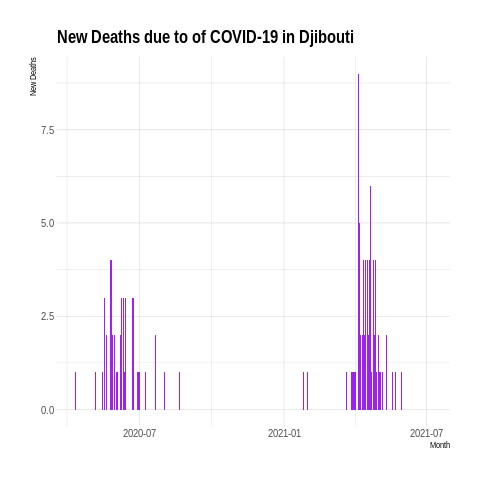 New Deaths due to of COVID-19 in Djibouti
New Deaths
7.5
5.0
2.5
0.0
2020-07 2021-01 2021-07
Month